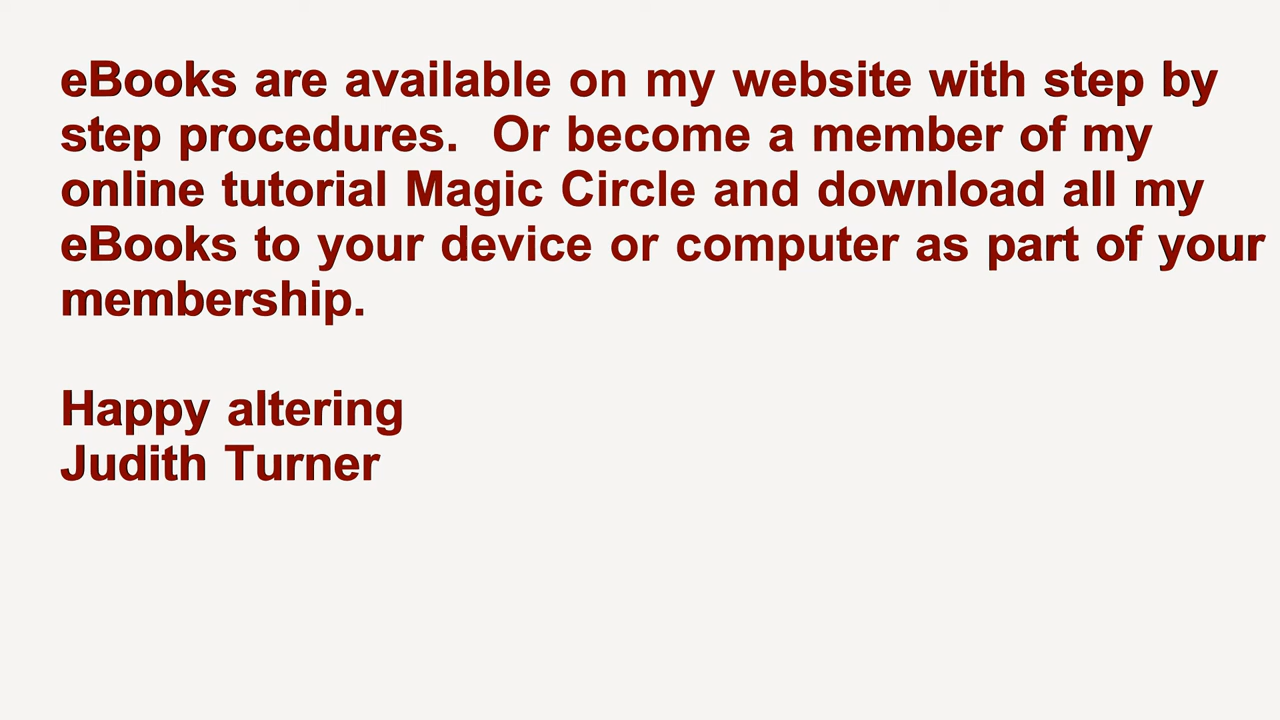 eBooks are available on my website with step by
step procedures.  Or become a member of my
online tutorial Magic Circle and download all my
eBooks to your device or computer as part of your
membership.
Happy altering
Judith Turner